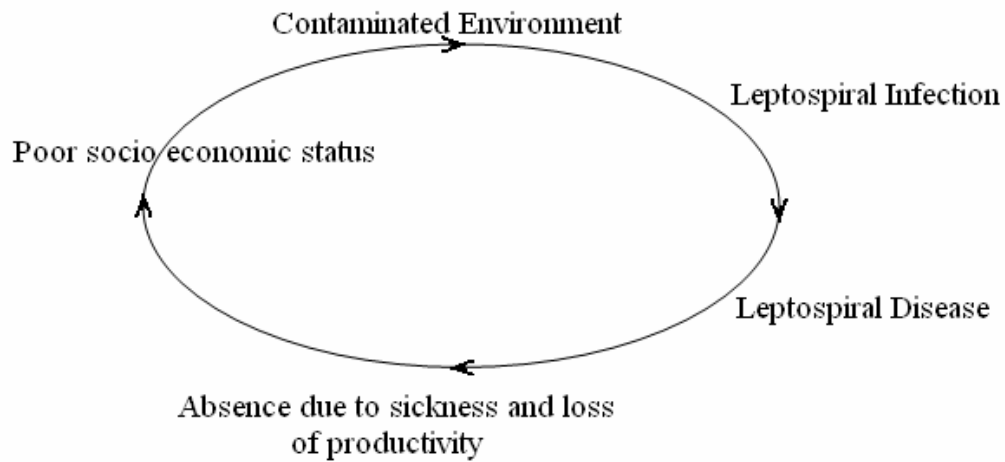 Contaminated Environment
Leptospiral Infection
Poor socio economic status
Leptospiral Disease
Absence due to sickness and loss
of productivity